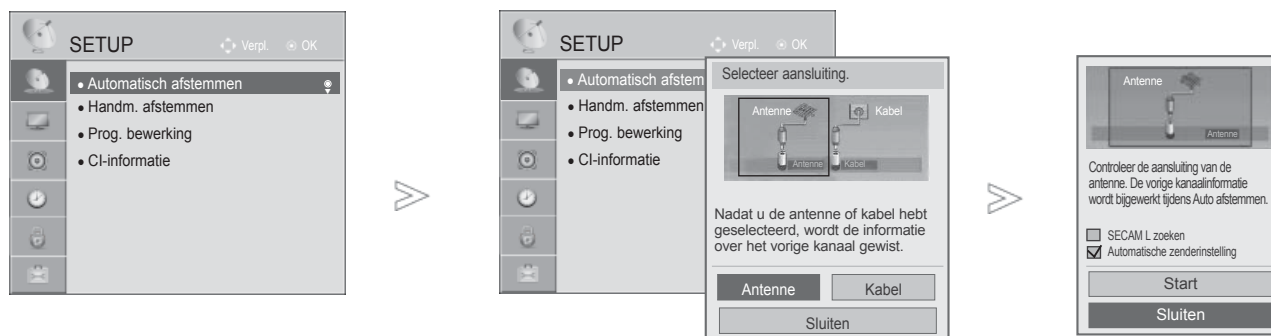 SETUP
Verpl. OK
• Automatisch afstemmen
• Handm. afstemmen
• Prog. bewerking
• CI-informatie
SETUP
Verpl. OK
• Automatisch afstem
• Handm. afstemmen
• Prog. bewerking
• CI-informatie
Selecteer aansluiting.
Antenne Kabel
Antenne Kabel
Nadat u de antenne of kabel hebt
geselecteerd, wordt de informatie
over het vorige kanaal gewist.
Antenne Kabel
Sluiten
Antenne
Antenne
Controleer de aansluiting van de
antenne. De vorige kanaalinformatie
wordt bijgewerkt tijdens Auto afstemmen.
SECAM L zoeken
Automatische zenderinstelling
Start
Sluiten